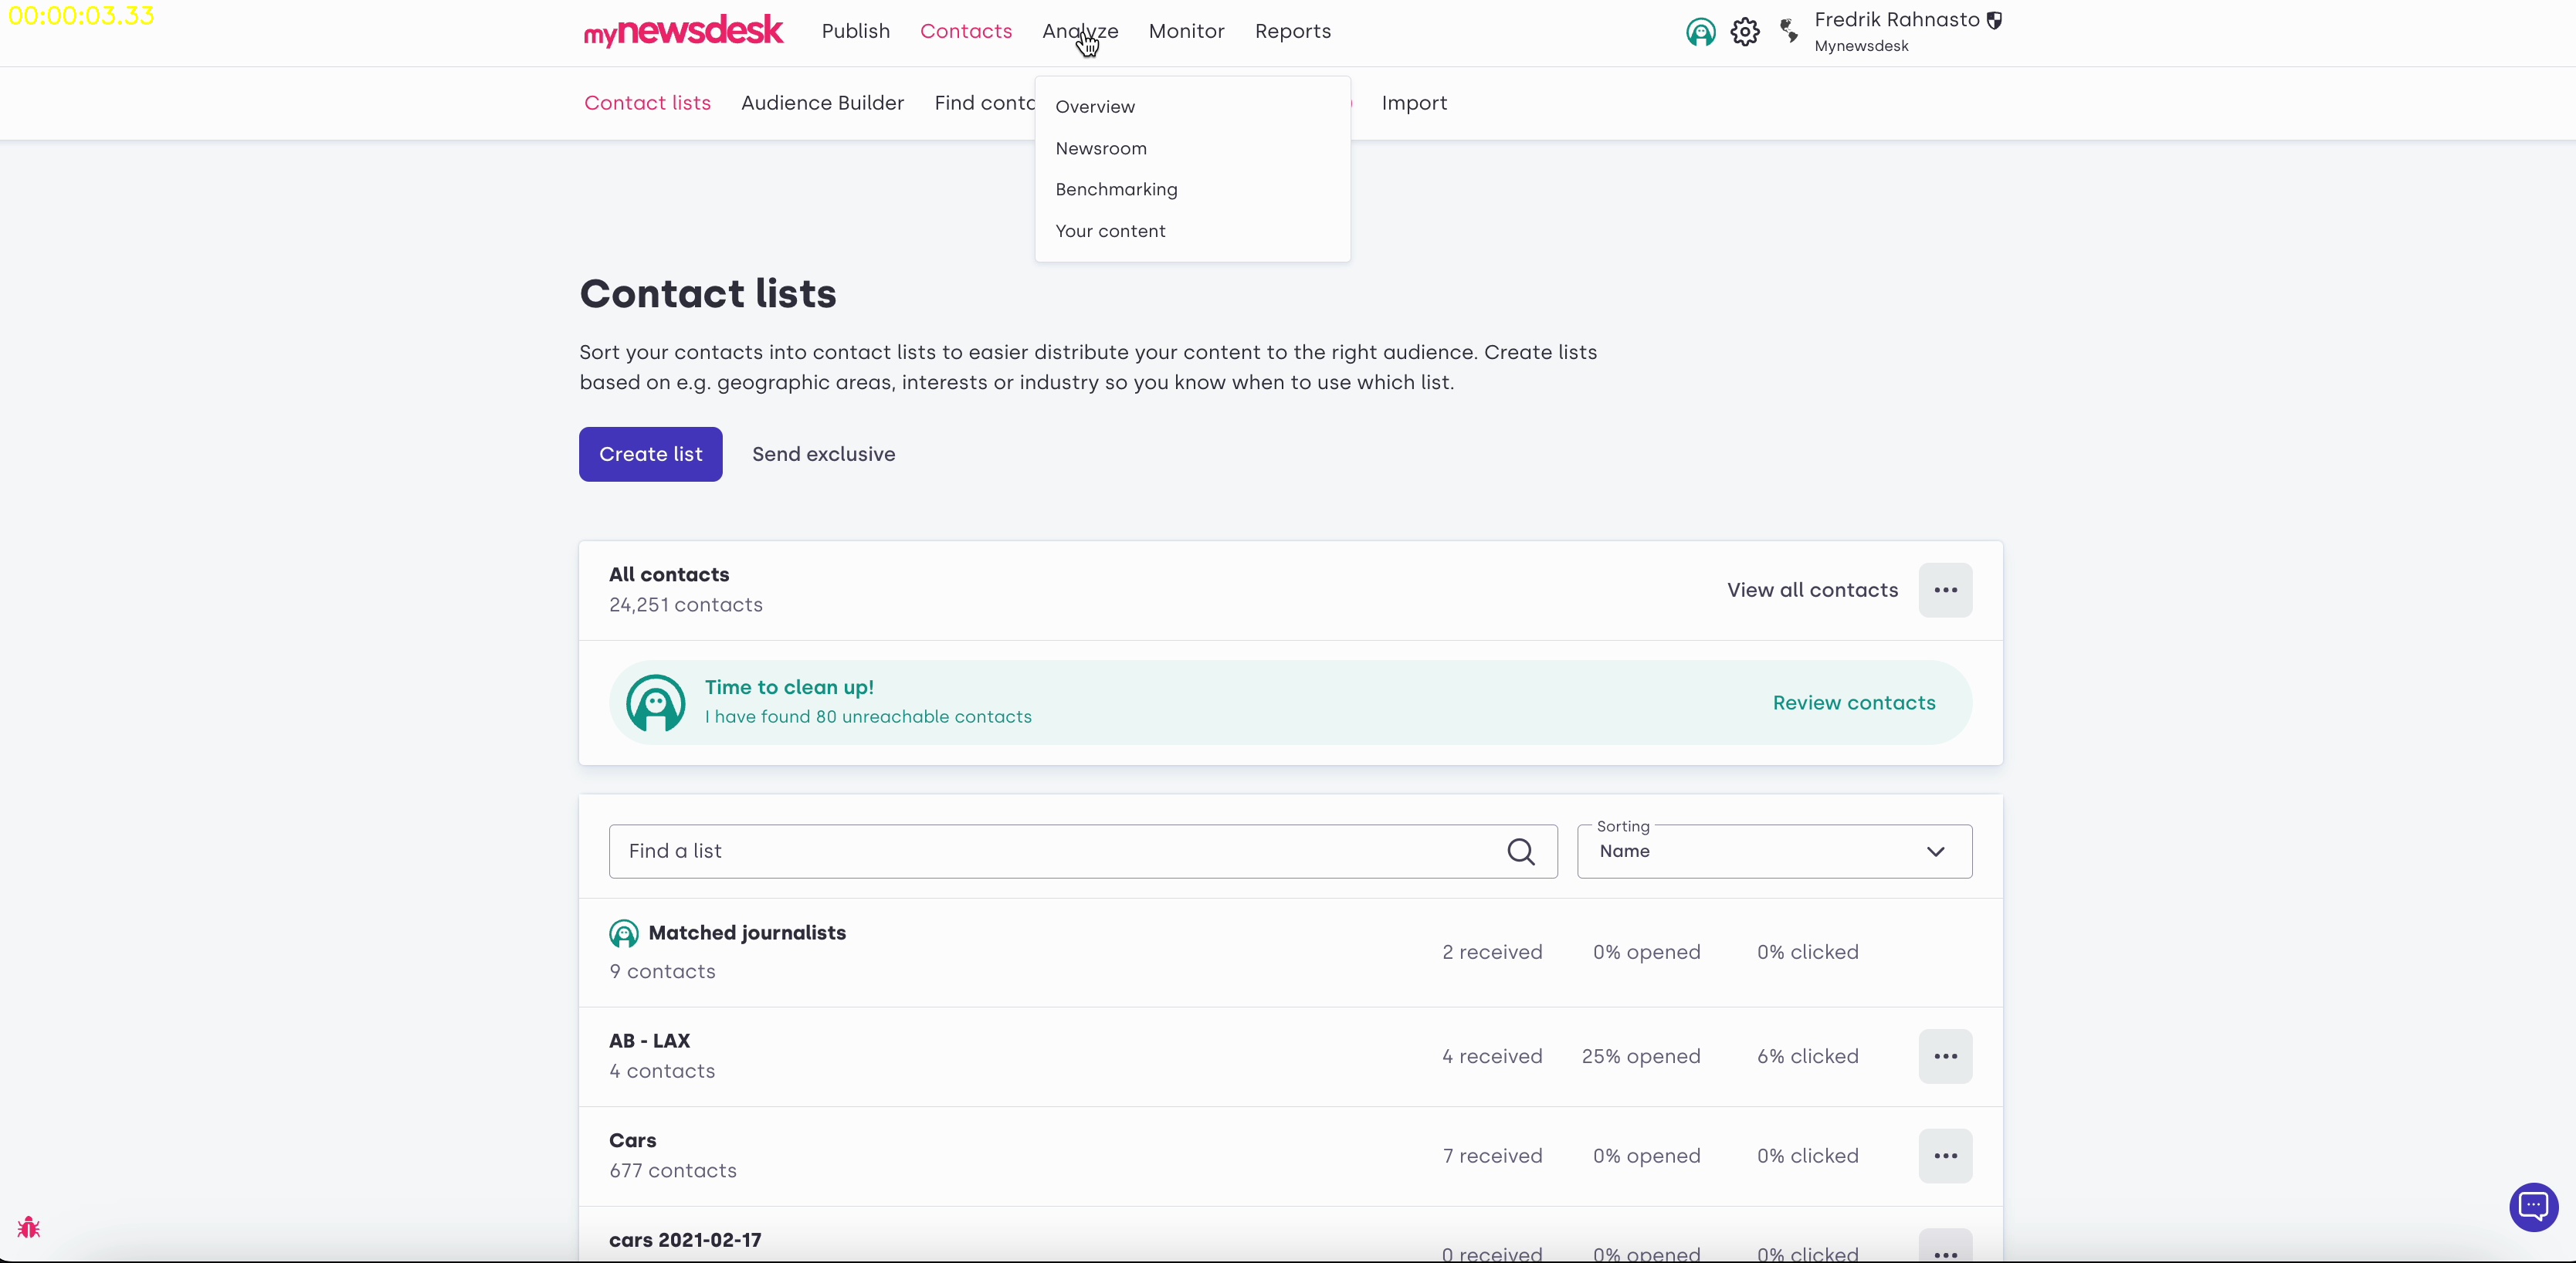 00:00:03.33
mynewsdesk
Publish
Contacts
Analyze
Monitor
Reports
Fredrik Rahnasto
Mynewsdesk
Contact lists
Audience Builder
Find
Import
Overview
Newsroom
Benchmarking
Your content
Contact lists
Sort your contacts into contact lists to easier distribute your content to the right audience. Create lists
based on e.g. geographic areas, interests or industry so you know when to use which list.
Create list
Send exclusive
All contacts
24,251 contacts
View all contacts
Time to clean up!
I have found 80 unreachable contacts
Review contacts
Find a list
Sorting
Name
Matched journalists
9 contacts
2 received
0% opened
0% clicked
AB - LAX
4 contacts
4 received
25% opened
6% clicked
Cars
677 contacts
7 received
0% opened
0% clicked
cars 2021-02-17
0 received
0% opened
0% clicked